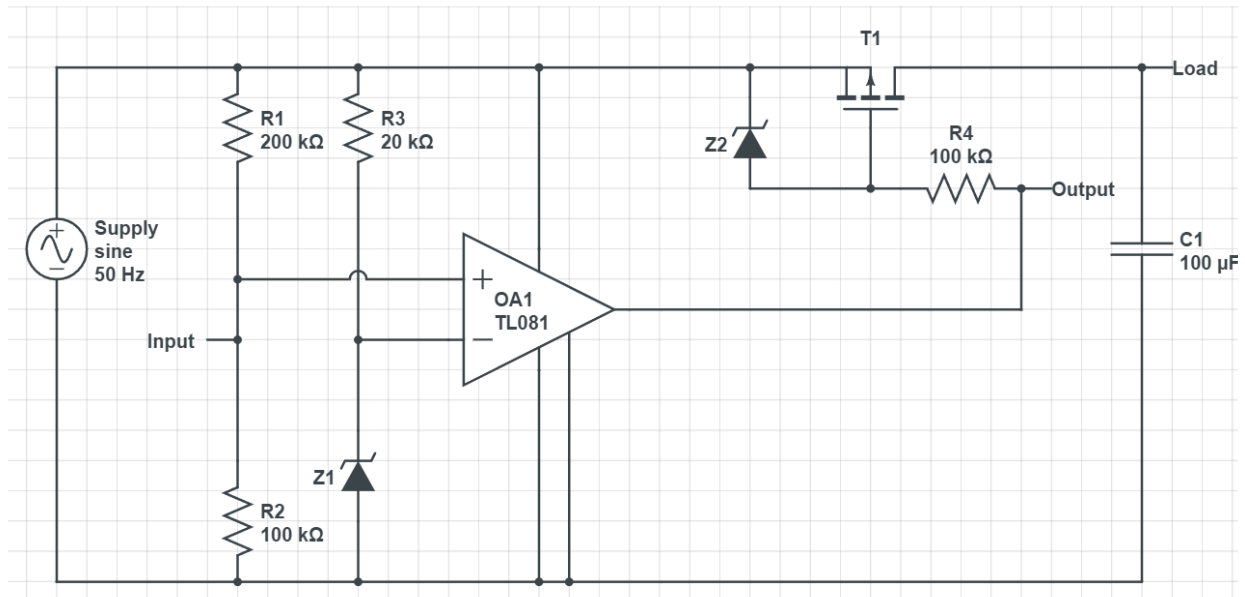 T1
Load
R1
200 kΩ
R3
20 kΩ
Z2
R4
100 kΩ
Output
Supply
sine
50 Hz
+
−
C1
100 µF
+
OA1
TL081
−
Input
Z1
R2
100 kΩ